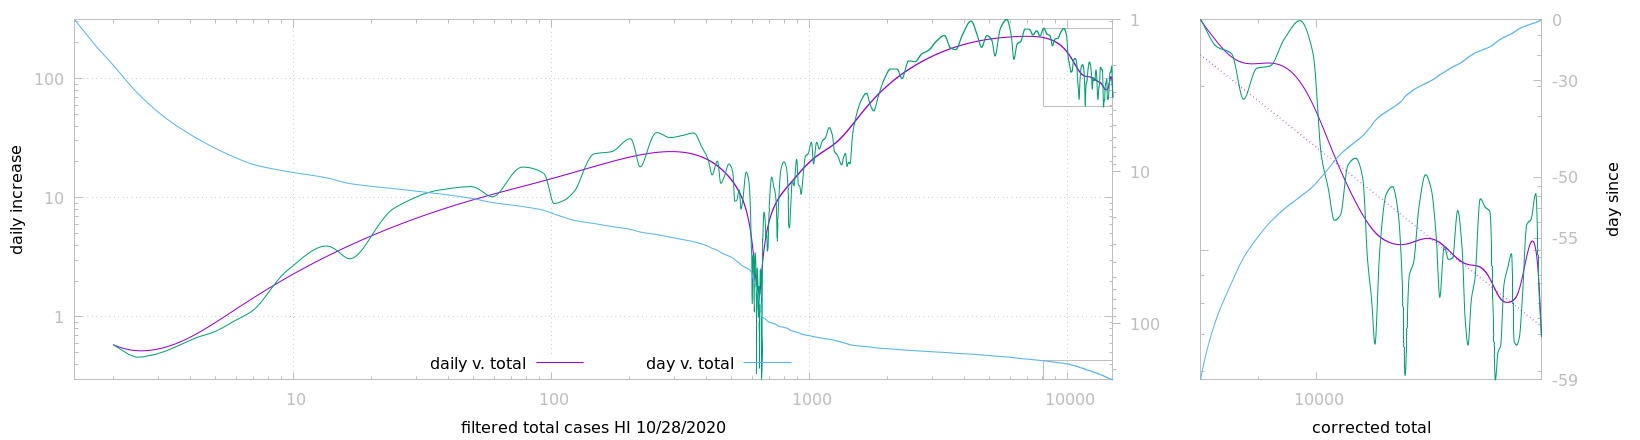 daily increase
100
10
1
daily v. total
day v. total
1
10
100
10
100
1000
10000
filtered total cases HI 10/28/2020
0
-30
-50
-55
-59
day since
10000
corrected total